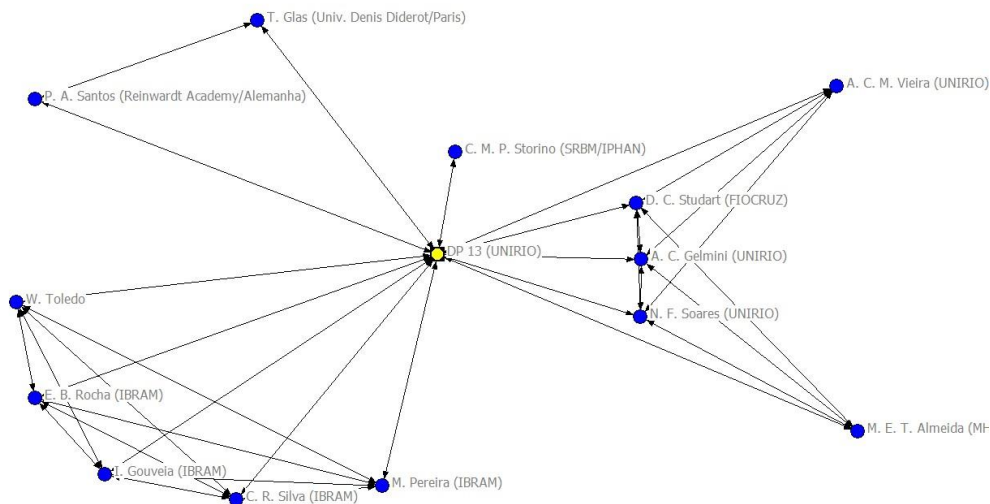 T. Glas (Univ. Denis Diderot/Paris)
P. A. Santos (Reinwardt Academy/Alemanha)
A. C. M. Vieira (UNIRIO)
C. M. P. Storino (SRBM/IPHAN)
D. C. Studart (FIOCRUZ)
DP 13 (UNIRIO)
A. C. Gelmini (UNIRIO)
W. Toledo
N. F. Soares (UNIRIO)
E. B. Rocha (IBRAM)
M. E. T. Almeida (MH
I. Gouveia (IBRAM)
M. Pereira (IBRAM)
C. R. Silva (IBRAM)